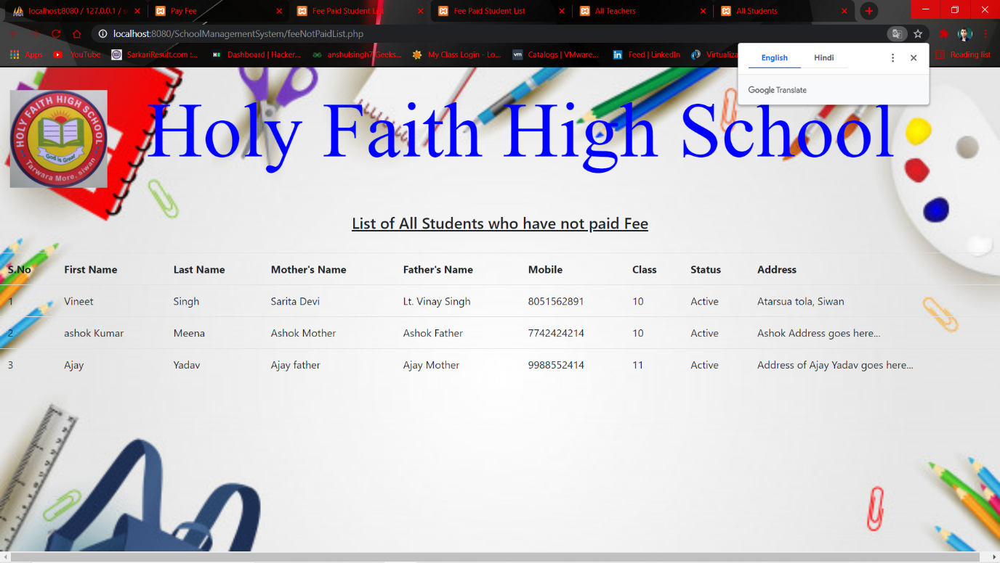 localhost:8080 / 127.0.0.1 / s
Pay Fee
Fee Paid Student List
Fee Paid Student List
All Teachers
All Students
localhost:8080/SchoolManagementSystem/feeNotPaidList.php
Apps
YouTube
SarkariResult.com :...
Dashboard | Hacker...
anshulsingh7 Geeks...
My Class Login - Lo...
vm
Catalogs | VMware...
Feed | LinkedIn
Virtualiza
Reading list
English
Hindi
Google Translate
HOLY FAITH HIGH SCHOOL
God is Great
Tarwara More, siwan
Holy Faith High School
List of All Students who have not paid Fee
S.No First Name Last Name Mother's Name Father's Name Mobile Class Status Address
1 Vineet Singh Sarita Devi Lt. Vinay Singh 8051562891 10 Active Atarsua tola, Siwan
2 ashok Kumar Meena Ashok Mother Ashok Father 7742424214 10 Active Ashok Address goes here...
3 Ajay Yadav Ajay father Ajay Mother 9988552414 11 Active Address of Ajay Yadav goes here...